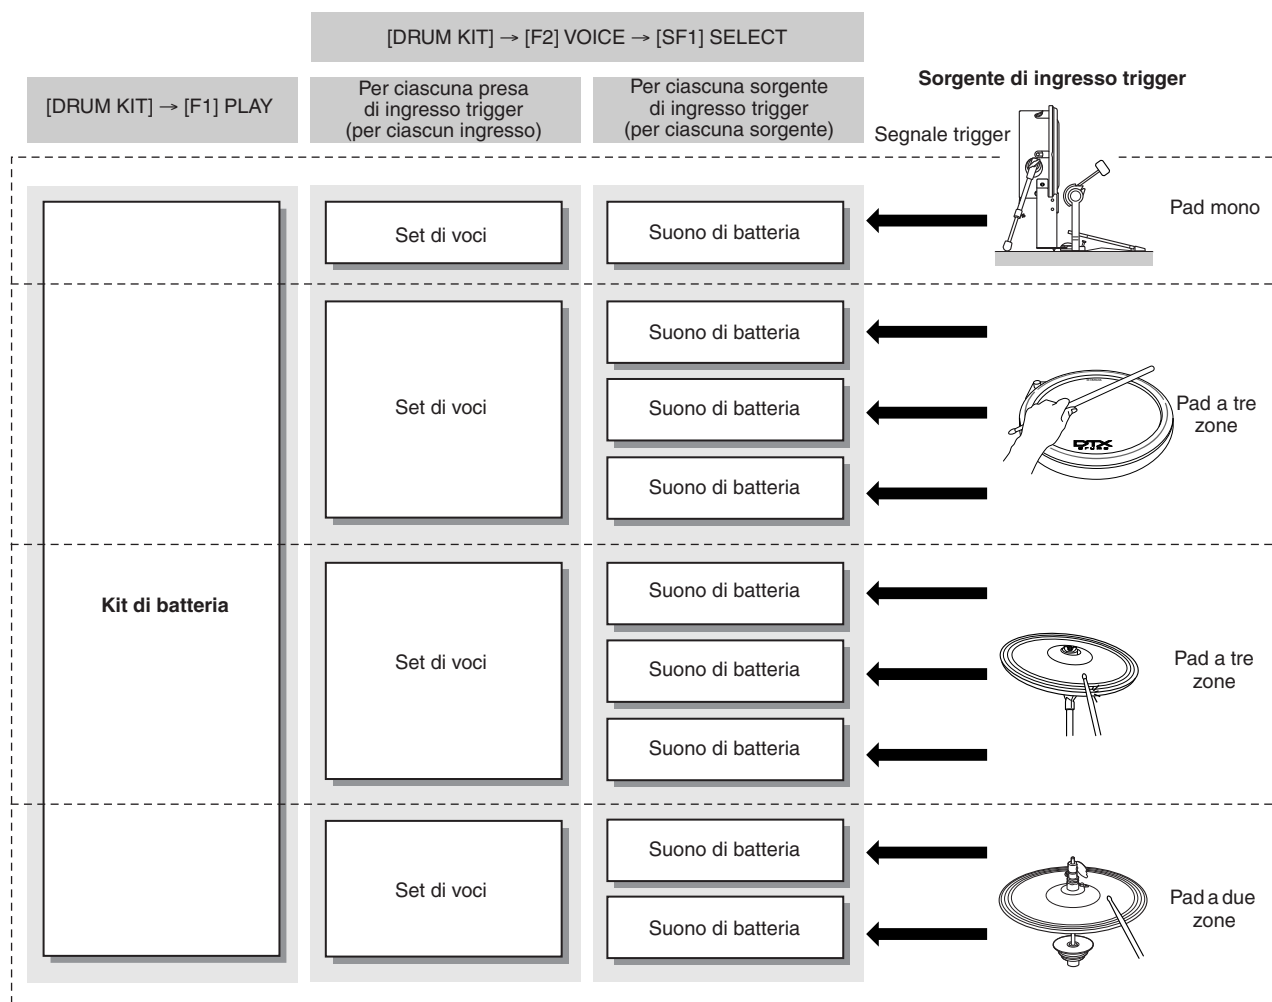 [DRUM KIT] → [F2] VOICE → [SF1] SELECT
[DRUM KIT] → [F1] PLAY
Per ciascuna presa
di ingresso trigger
(per ciascun ingresso)
Per ciascuna sorgente
di ingresso trigger
(per ciascuna sorgente)
Sorgente di ingresso trigger
Segnale trigger
Set di voci
Suono di batteria
Pad mono
Set di voci
Suono di batteria
Suono di batteria
Suono di batteria
DTX
Pad a tre
zone
Kit di batteria
Set di voci
Suono di batteria
Suono di batteria
Suono di batteria
Pad a tre
zone
Set di voci
Suono di batteria
Suono di batteria
Pad a due
zone